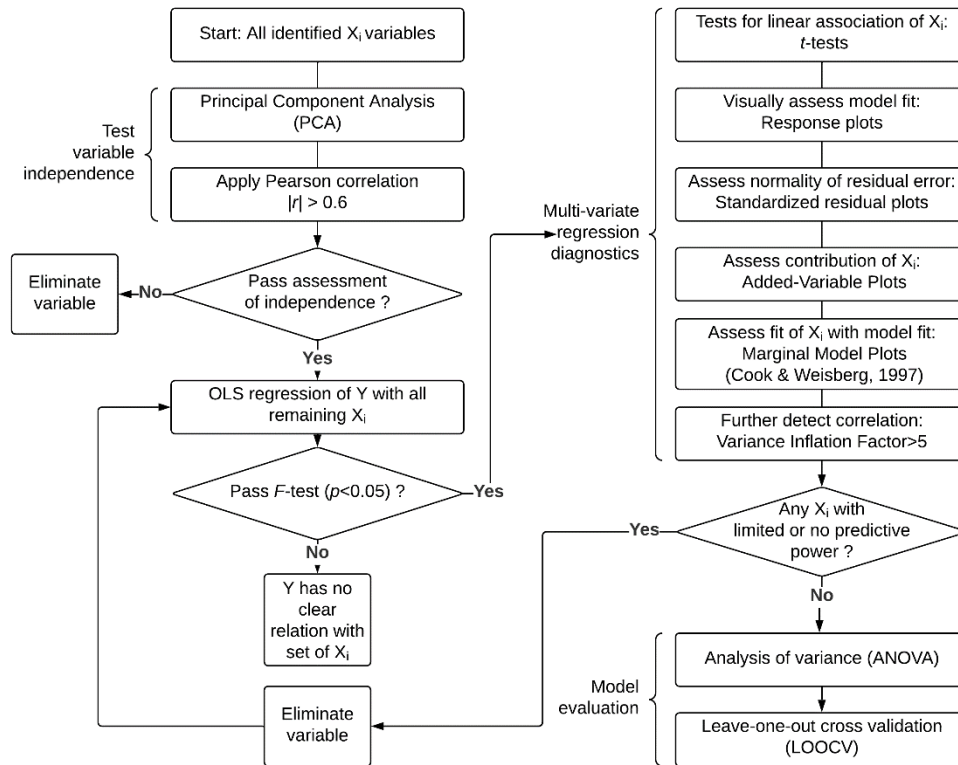 Start: All identified Xi variables
Test
variable
independence
Principal Component Analysis
(PCA)
Apply Pearson correlation
|r| > 0.6
Pass assessment
of independence ?
No
Eliminate
variable
Yes
OLS regression of Y with all
remaining Xi
Pass F-test (p<0.05) ?
Yes
No
Y has no
clear
relation with
set of Xi
Eliminate
variable
Multi-variate
regression
diagnostics
Tests for linear association of Xi:
t-tests
Visually assess model fit:
Response plots
Assess normality of residual error:
Standardized residual plots
Assess contribution of Xi:
Added-Variable Plots
Assess fit of Xi with model fit:
Marginal Model Plots
(Cook & Weisberg, 1997)
Further detect correlation:
Variance Inflation Factor>5
Any Xi with
limited or no predictive
power ?
Yes
No
Model
evaluation
Analysis of variance (ANOVA)
Leave-one-out cross validation
(LOOCV)